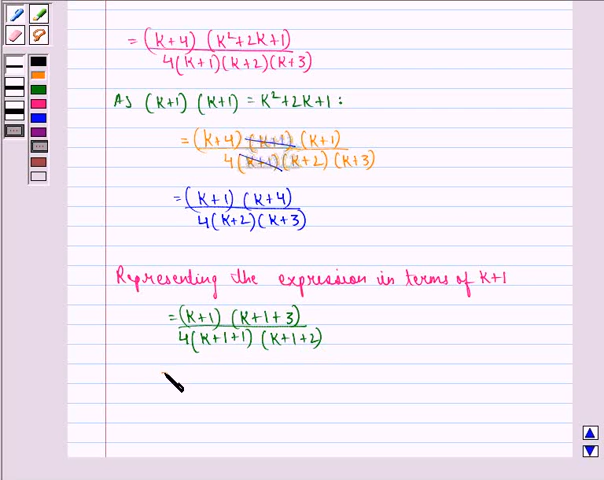 = (K+4) (K²+2K+1)
4(K+1)(K+2)(K+3)
As (K+1) (K+1) = K²+2K+1 :
= (K+4) (K+1) (K+1)
4(K+1)(K+2) (K+3)
= (K+1) (K+4)
4(K+2)(K+3)
Representing the expression in terms of K+1
= (K+1) (K+1+3)
4(K+1+1) (K+1+2)